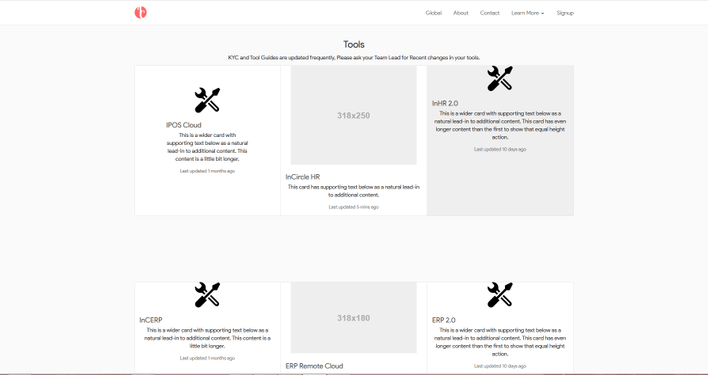 Global About Contact Learn More Signup
Tools
KYC and Tool Guides are updated frequently, Please ask your Team Lead for Recent changes in your tools.
IPOS Cloud
This is a wider card with
supporting text below as a natural
lead-in to additional content. This
content is a little bit longer.
Last updated 1 months ago
318x250
InCircle HR
This card has supporting text below as a natural lead-in
to additional content.
Last updated 5 mins ago
InHR 2.0
This is a wider card with supporting text below as a
natural lead-in to additional content. This card has even
longer content than the first to show that equal height
action.
Last updated 10 days ago
InCERP
This is a wider card with supporting text below as a
natural lead-in to additional content. This content is a
little bit longer.
Last updated 1 months ago
318x180
ERP Remote Cloud
ERP 2.0
This is a wider card with supporting text below as a
natural lead-in to additional content. This card has even
longer content than the first to show that equal height
action.
Last updated 10 days ago